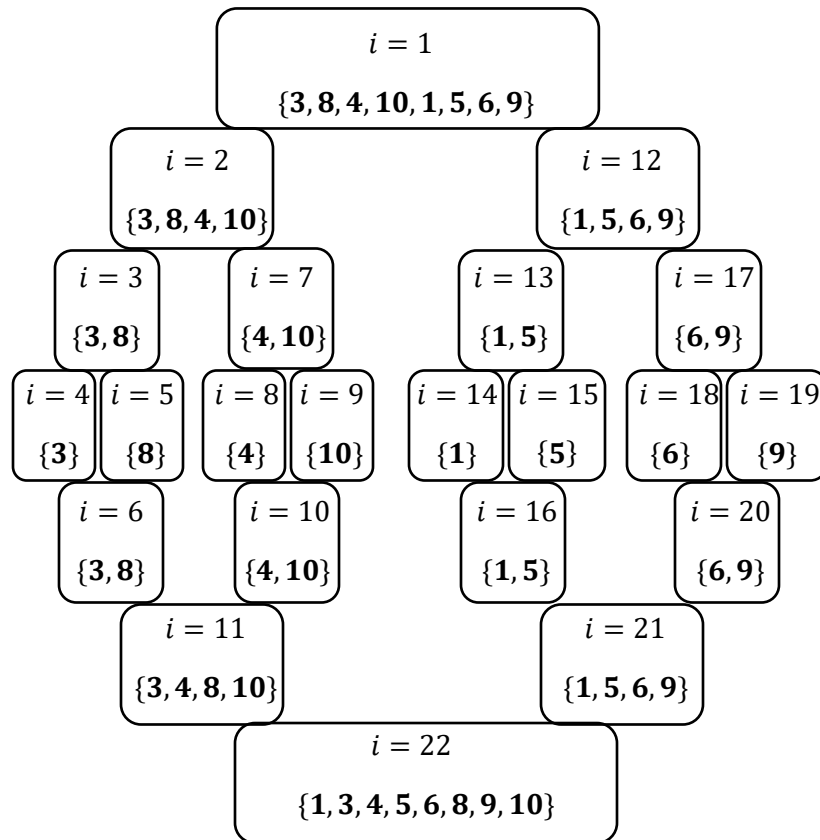 i = 1
{3, 8, 4, 10, 1, 5, 6, 9}
i = 2
i = 12
{3, 8, 4, 10}
{1, 5, 6, 9}
i = 3
i = 7
i = 13
i = 17
{3, 8}
{4, 10}
{1, 5}
{6, 9}
i = 4
i = 5
i = 8
i = 9
i = 14
i = 15
i = 18
i = 19
{3}
{8}
{4}
{10}
{1}
{5}
{6}
{9}
i = 6
i = 10
i = 16
i = 20
{3, 8}
{4, 10}
{1, 5}
{6, 9}
i = 11
i = 21
{3, 4, 8, 10}
{1, 5, 6, 9}
i = 22
{1, 3, 4, 5, 6, 8, 9, 10}